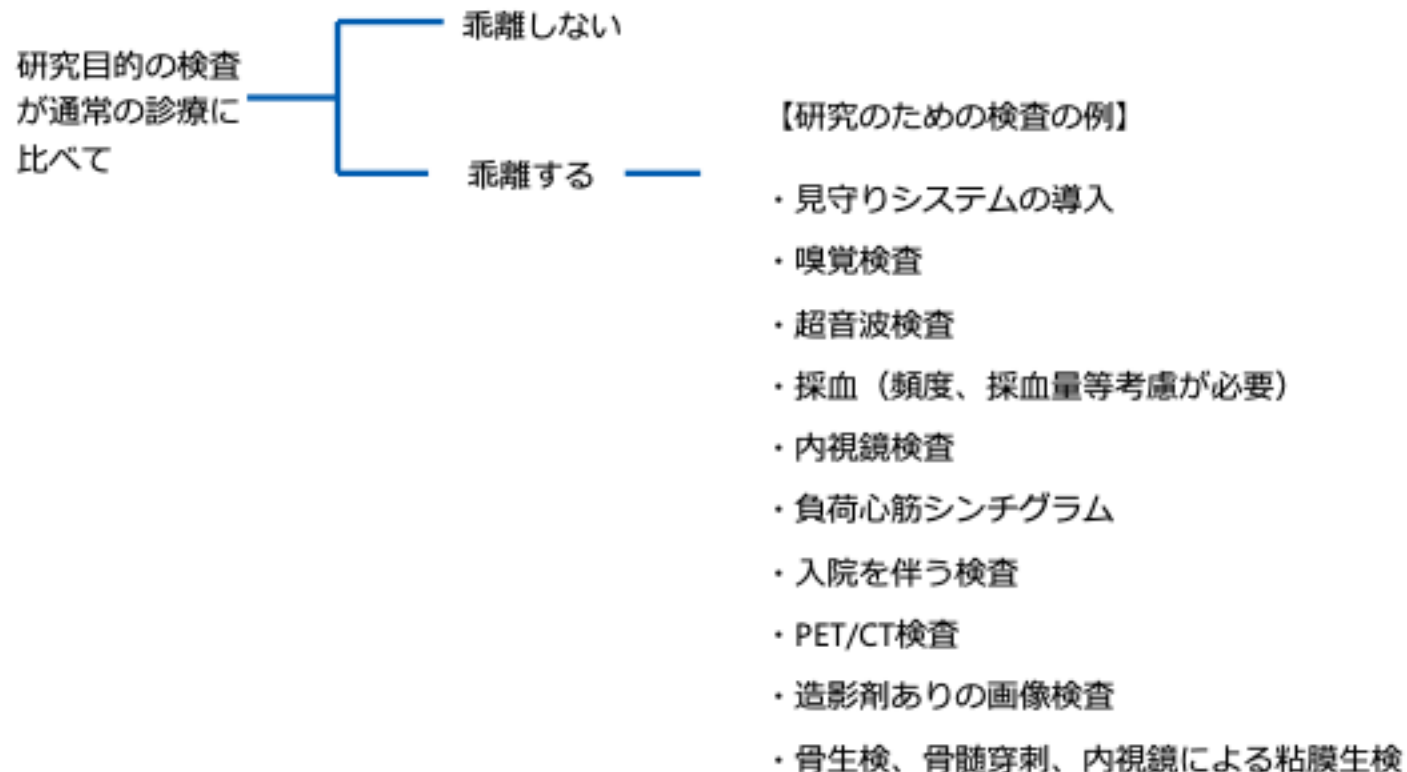 研究目的の検査
が通常の診療に
比べて
乖離しない
乖離する
【研究のための検査の例】
・見守りシステムの導入
・嗅覚検査
・超音波検査
・採血（頻度、採血量等考慮が必要）
・内視鏡検査
・負荷心筋シンチグラム
・入院を伴う検査
・PET/CT検査
・造影剤ありの画像検査
・骨生検、骨髄穿刺、内視鏡による粘膜生検